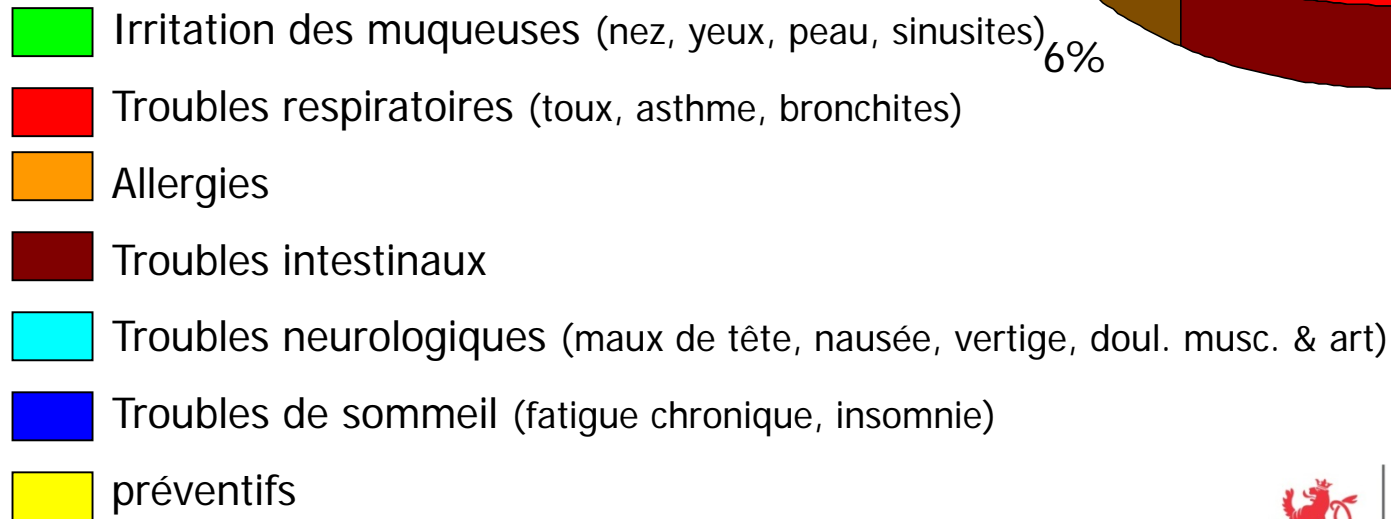 Irritation des muqueuses (nez, yeux, peau, sinusites)
6%
Troubles respiratoires (toux, asthme, bronchites)
Allergies
Troubles intestinaux
Troubles neurologiques (maux de tête, nausée, vertige, doul. musc. & art)
Troubles de sommeil (fatigue chronique, insomnie)
préventifs